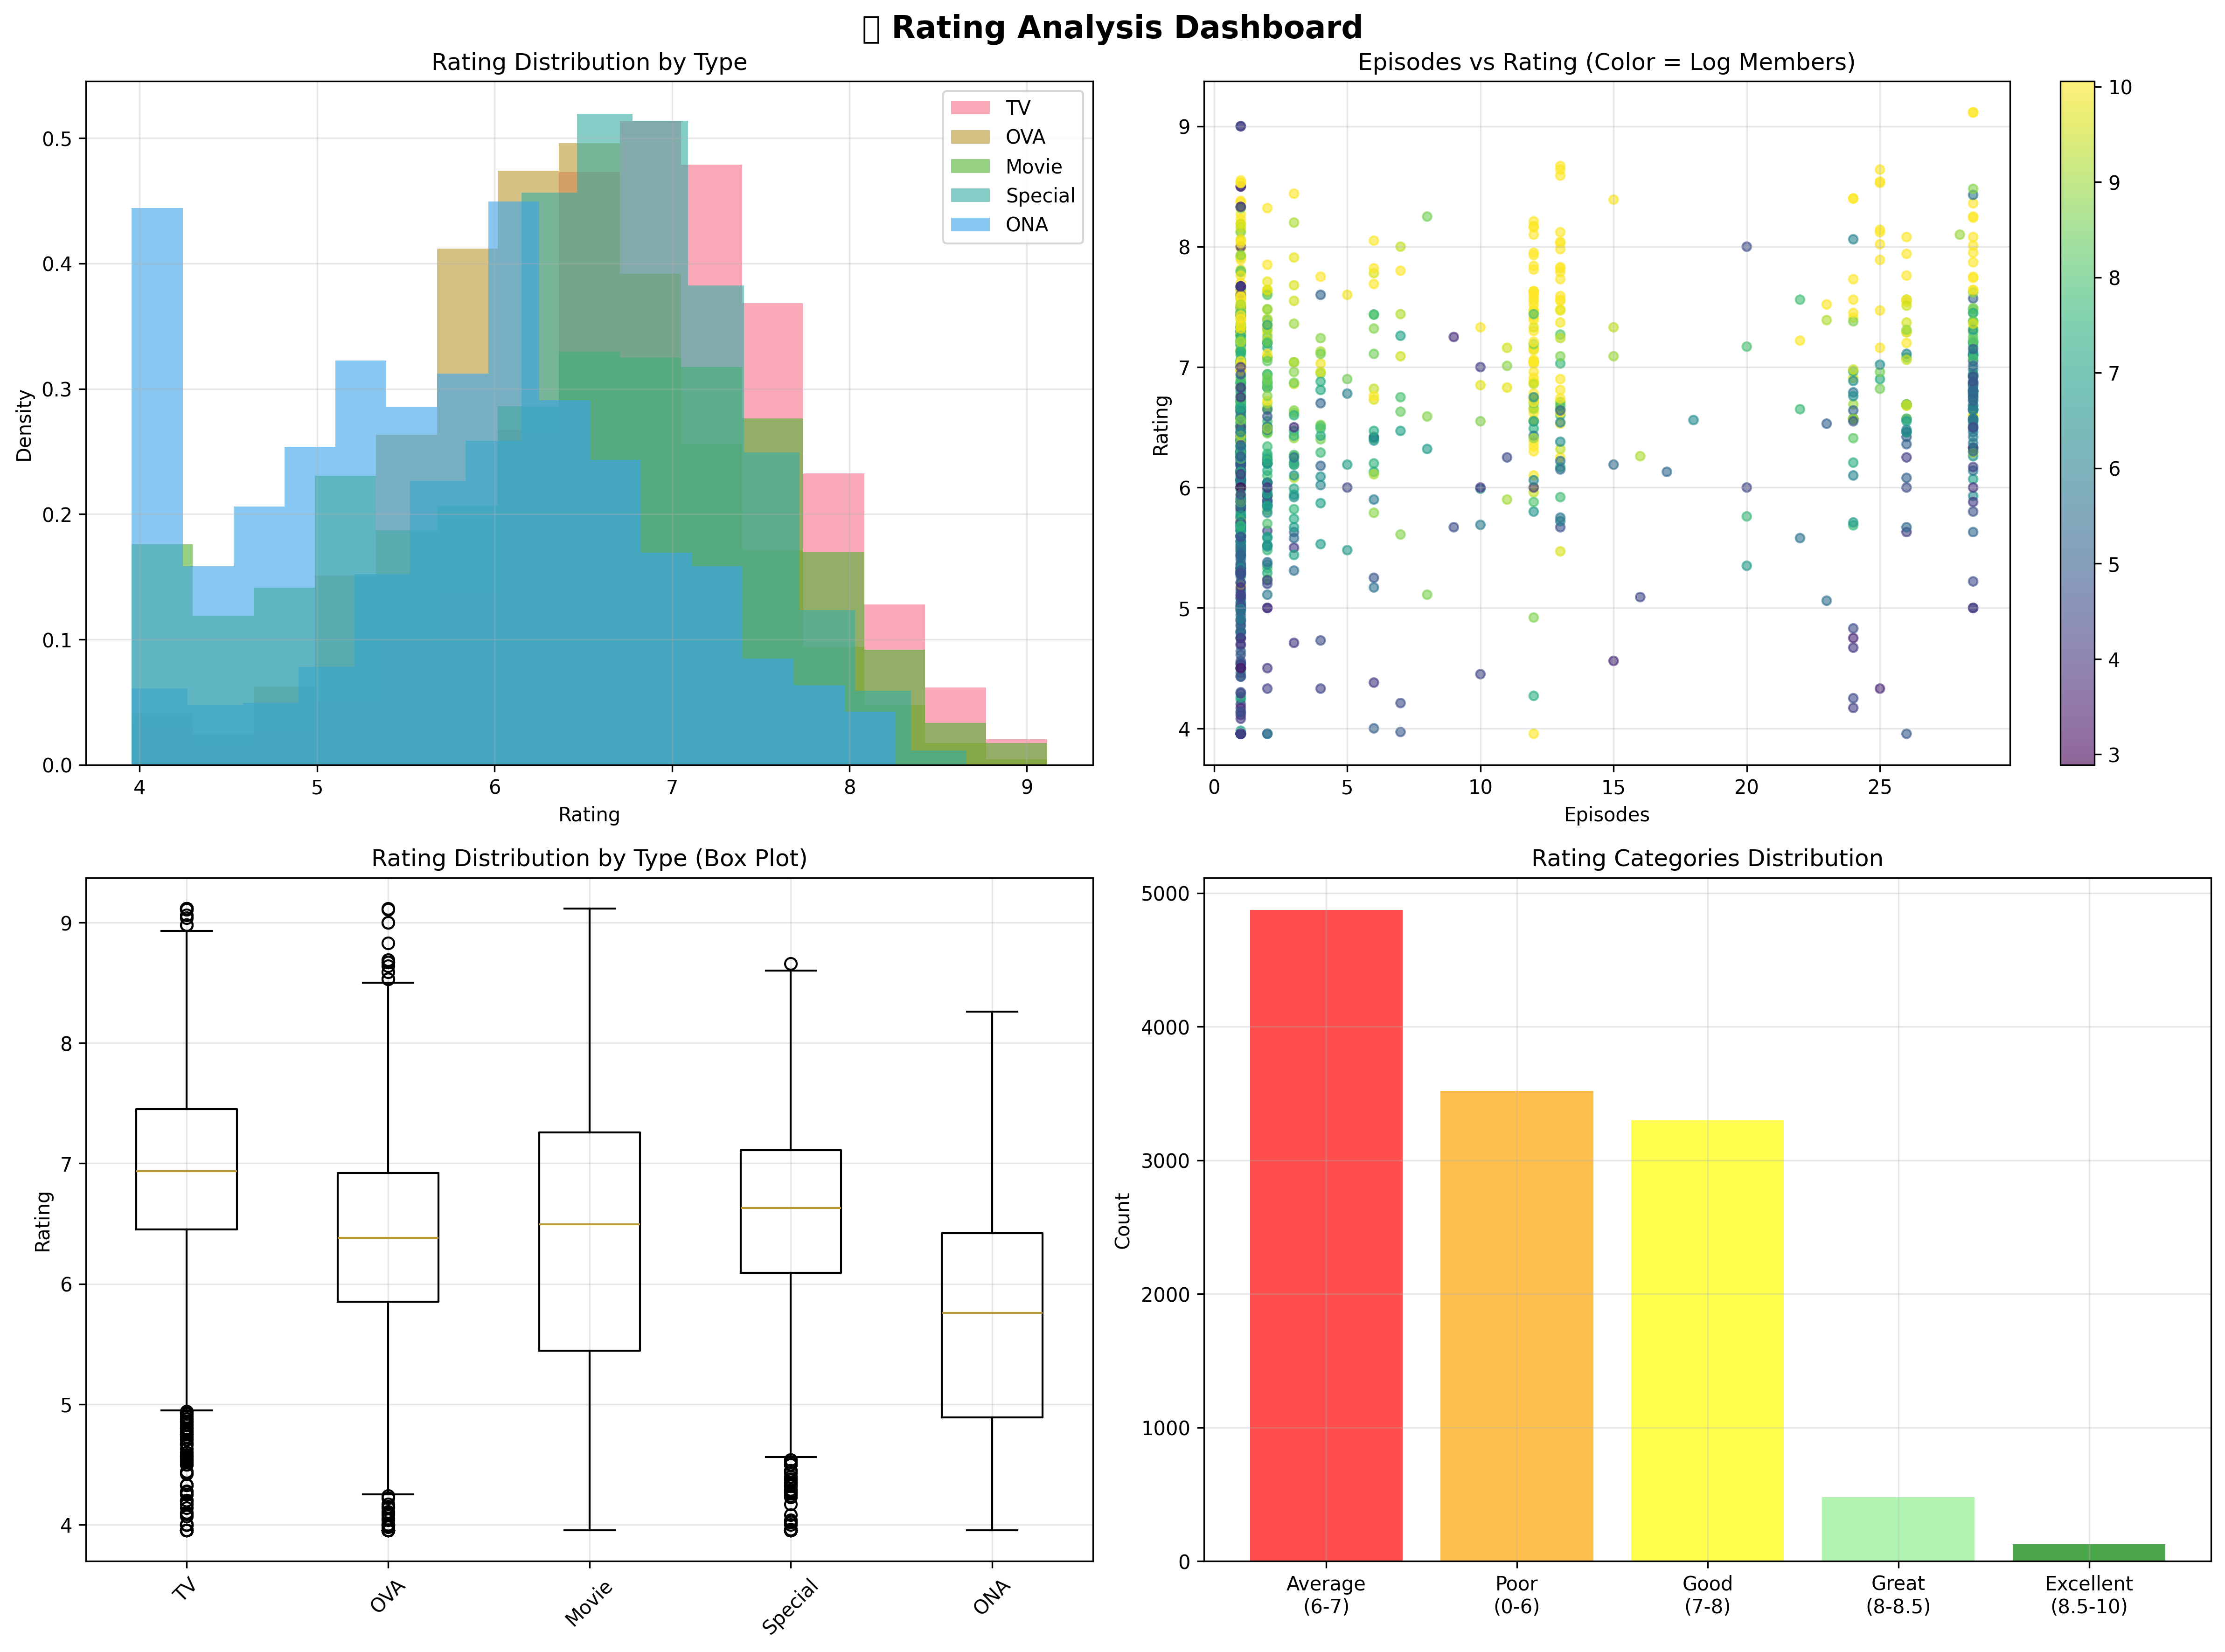 Rating Analysis Dashboard
Rating Distribution by Type
0.5
0.4
0.3
0.2
0.1
0.0
Density
4 5 6 7 8 9
Rating
TV
OVA
Movie
Special
ONA
Episodes vs Rating (Color = Log Members)
9
8
7
6
5
4
Rating
0 5 10 15 20 25
Episodes
10
9
8
7
6
5
4
3
Rating Distribution by Type (Box Plot)
9
8
7
6
5
4
Rating
TV OVA Movie Special ONA
Rating Categories Distribution
5000
4000
3000
2000
1000
0
Count
Average Poor Good Great Excellent
(6-7) (0-6) (7-8) (8-8.5) (8.5-10)